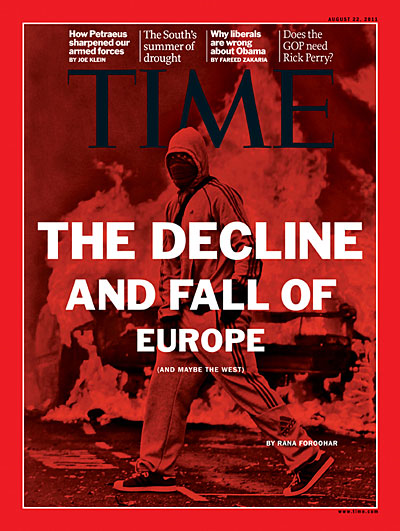 AUGUST 22, 2011
How Petraeus
sharpened our
armed forces
BY JOE KLEIN
The South's
summer of
drought
Why liberals
are wrong
about Obama
BY FAREED ZAKARIA
Does the
GOP need
Rick Perry?
TIME
THE DECLINE
AND FALL OF
EUROPE
(AND MAYBE THE WEST)
BY RANA FOROOHAR
www.time.com